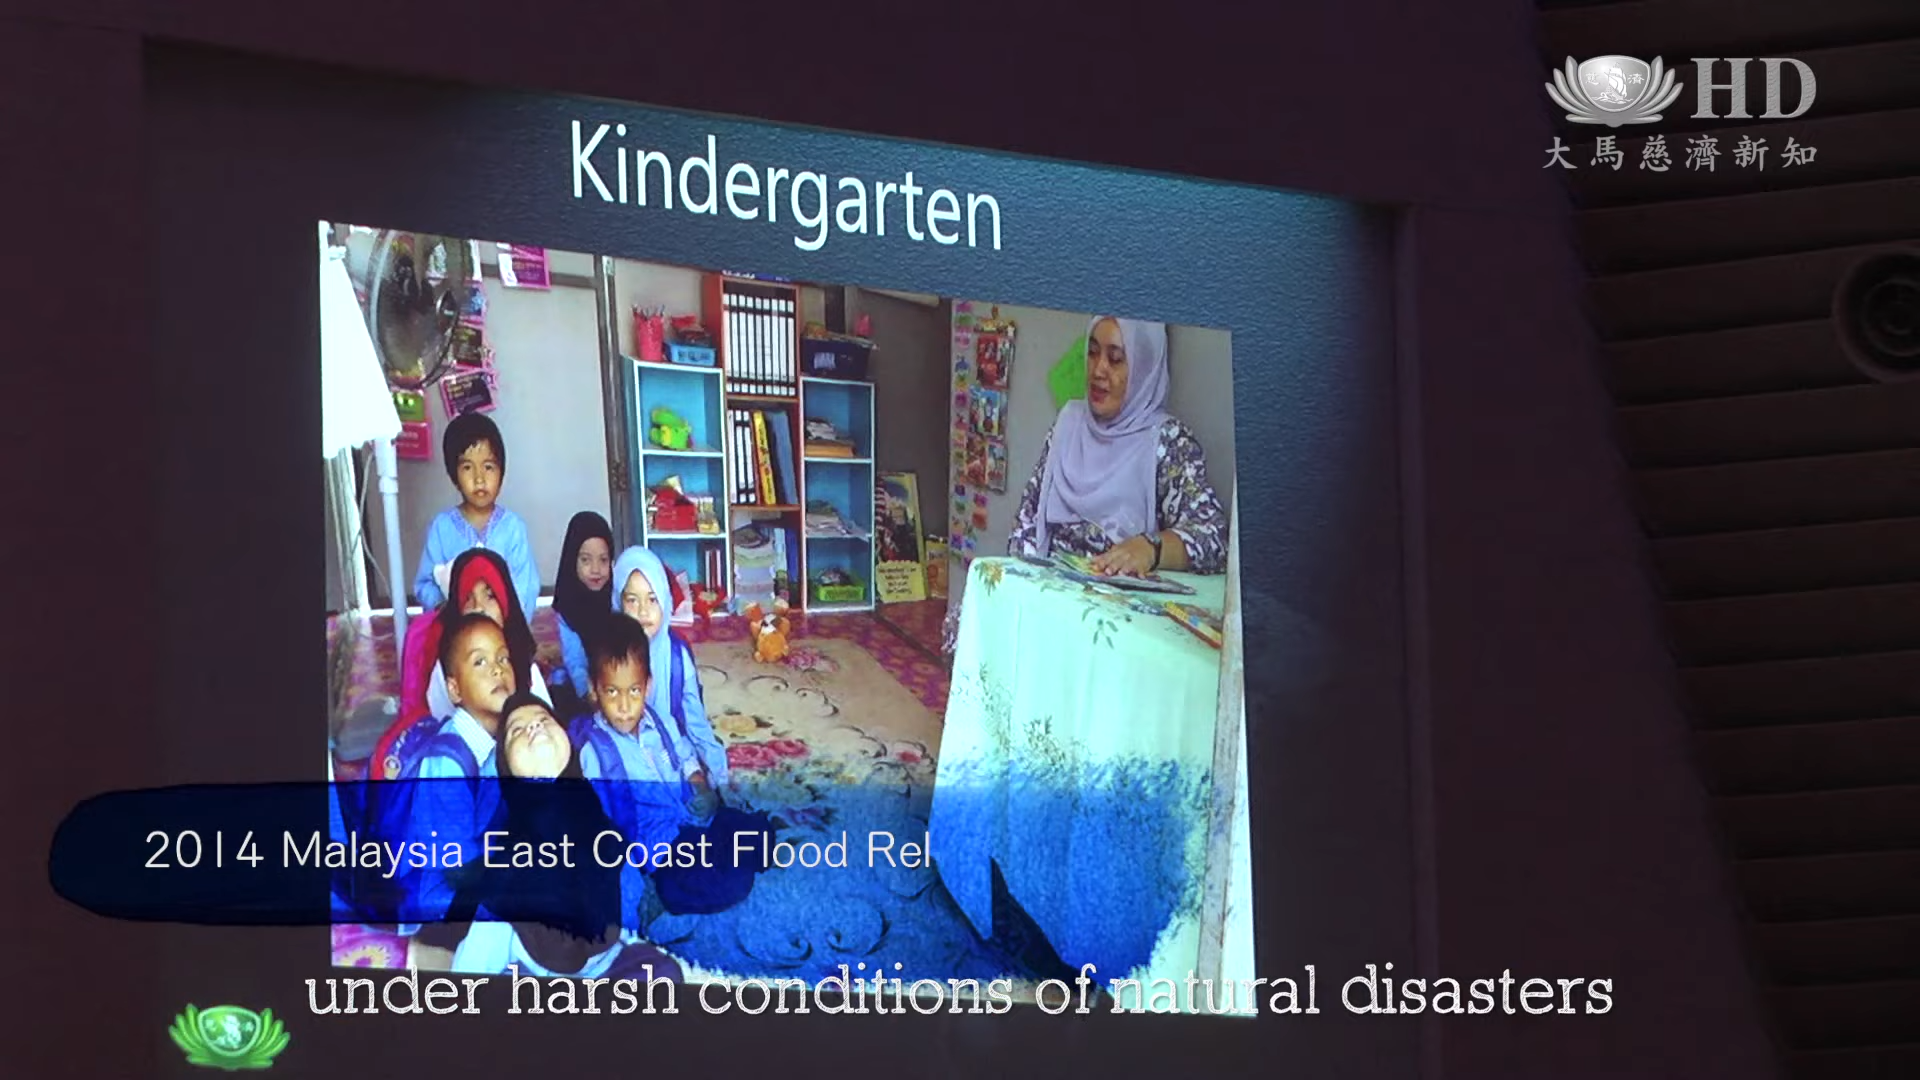 HD
大馬慈濟新知
Kindergarten
2014 Malaysia East Coast Flood Rel
under harsh conditions of natural disasters